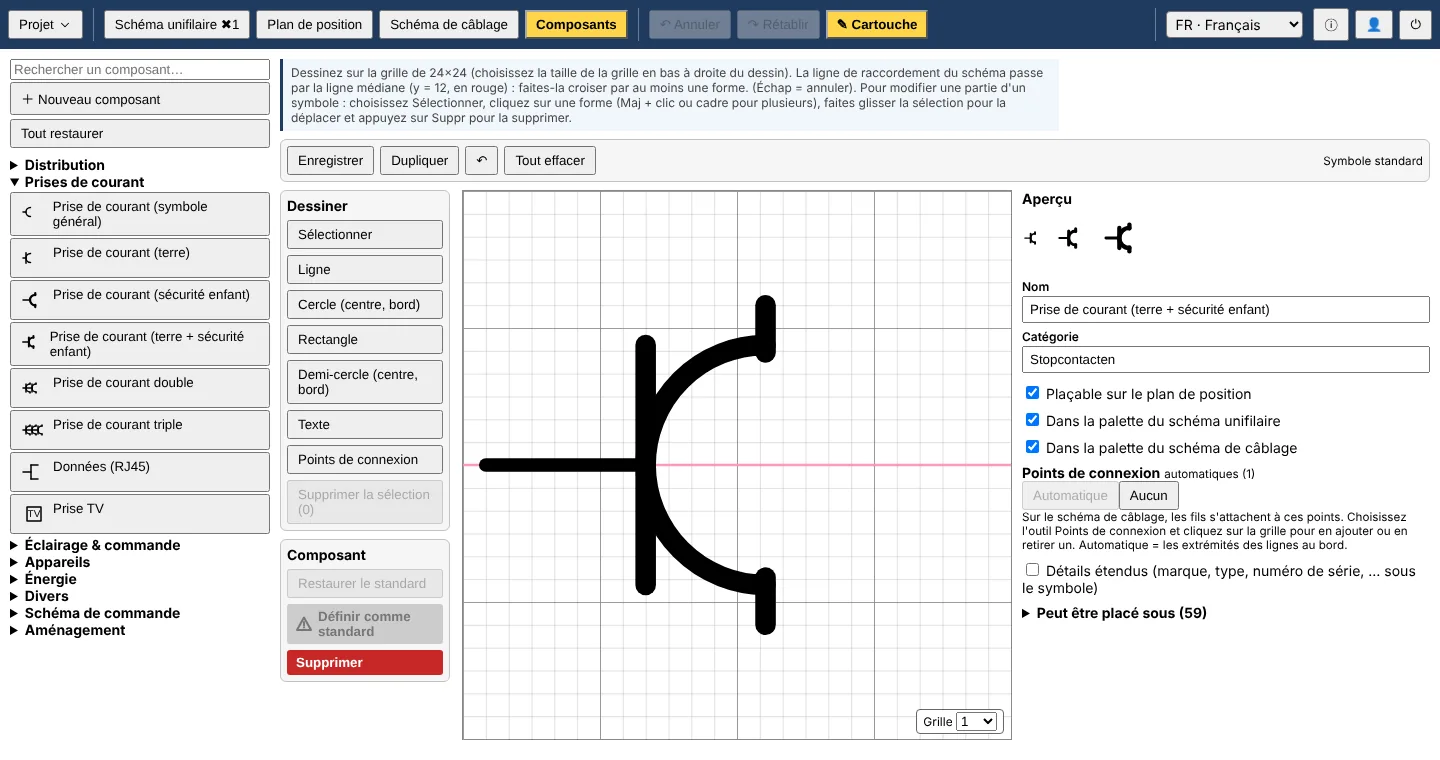 Projet
Schéma unifilaire ✖1
Plan de position
Schéma de câblage
Composants
↶ Annuler
↷ Rétablir
✎ Cartouche
FR · Français
ⓘ
Rechercher un composant…
+ Nouveau composant
Tout restaurer
Distribution
Prises de courant
Prise de courant (symbole
général)
Prise de courant (terre)
Prise de courant (sécurité enfant)
Prise de courant (terre + sécurité
enfant)
Prise de courant double
Prise de courant triple
Données (RJ45)
TV
Prise TV
Éclairage & commande
Appareils
Énergie
Divers
Schéma de commande
Aménagement
Dessinez sur la grille de 24×24 (choisissez la taille de la grille en bas à droite du dessin). La ligne de raccordement du schéma passe
par la ligne médiane (y = 12, en rouge) : faites-la croiser par au moins une forme. (Échap = annuler). Pour modifier une partie d'un
symbole : choisissez Sélectionner, cliquez sur une forme (Maj + clic ou cadre pour plusieurs), faites glisser la sélection pour la
déplacer et appuyez sur Suppr pour la supprimer.
Enregistrer
Dupliquer
↶
Tout effacer
Symbole standard
Dessiner
Sélectionner
Ligne
Cercle (centre, bord)
Rectangle
Demi-cercle (centre,
bord)
Texte
Points de connexion
Supprimer la sélection
(0)
Composant
Restaurer le standard
Définir comme
standard
Supprimer
Grille 1
Aperçu
Nom
Prise de courant (terre + sécurité enfant)
Catégorie
Stopcontacten
Plaçable sur le plan de position
Dans la palette du schéma unifilaire
Dans la palette du schéma de câblage
Points de connexion automatiques (1)
Automatique
Aucun
Sur le schéma de câblage, les fils s'attachent à ces points. Choisissez
l'outil Points de connexion et cliquez sur la grille pour en ajouter ou en
retirer un. Automatique = les extrémités des lignes au bord.
Détails étendus (marque, type, numéro de série, … sous
le symbole)
Peut être placé sous (59)